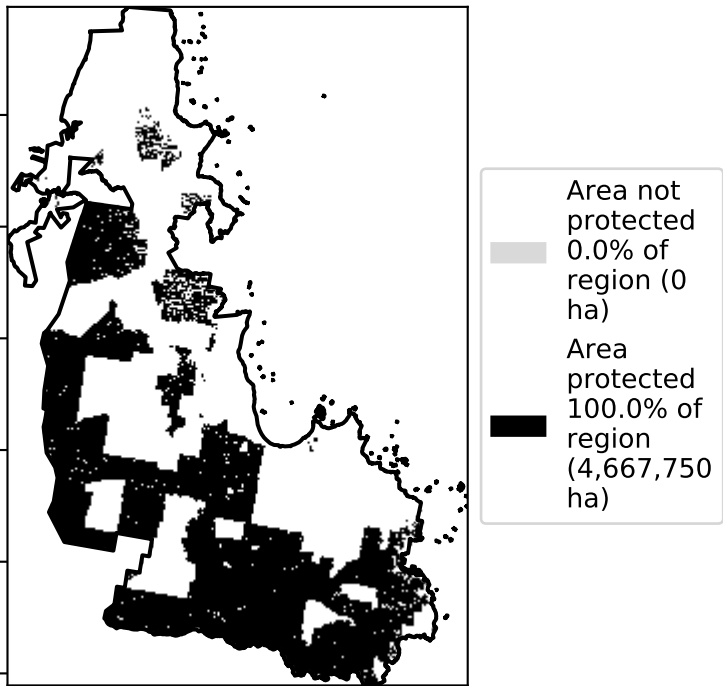 Area not
protected
0.0% of
region (0
ha)
Area
protected
100.0% of
region
(4,667,750
ha)